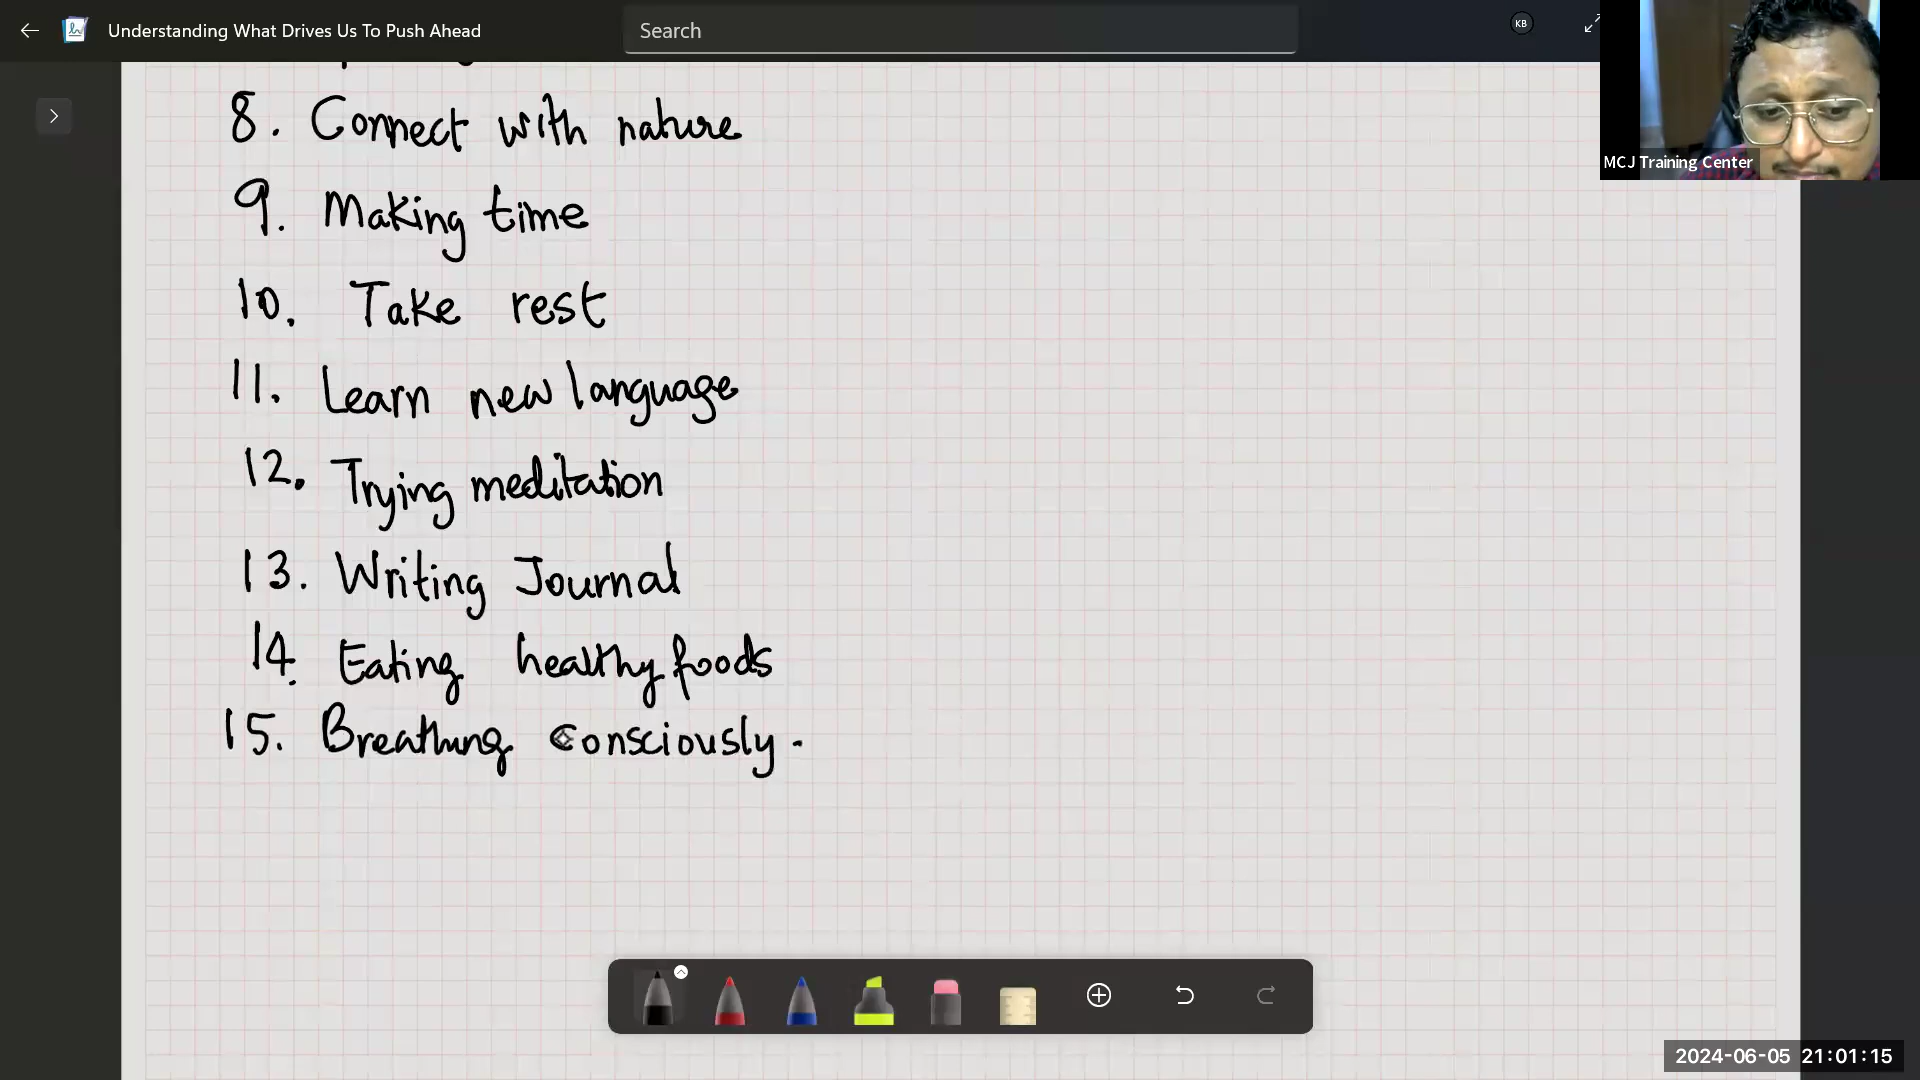 Understanding What Drives Us To Push Ahead
Search
KB
MCJ Training Center
8. Connect with nature
9. Making time
10. Take rest
11. Learn new language
12. Trying meditation
13. Writing Journal
14. Eating healthy foods
15. Breathing consciously.
2024-06-05 21:01:15